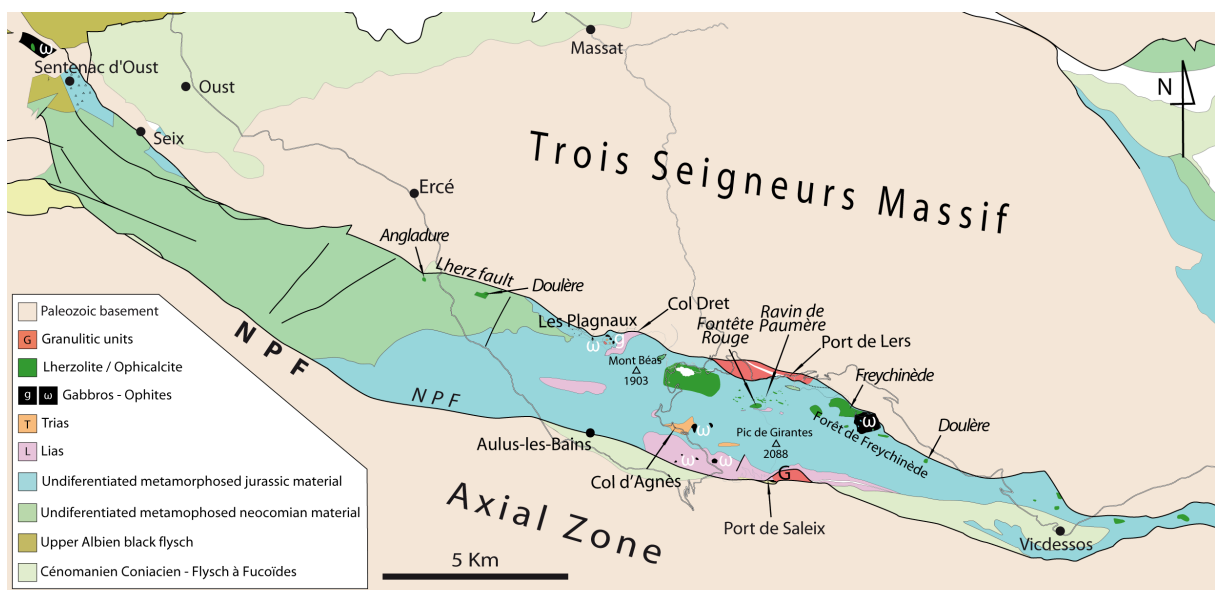 Massat
ω
Sentenac d'Oust
Oust
N
Seix
Trois Seigneurs Massif
Ercé
Angladure
Lherz fault
Doulère
Col Dret
Ravin de
Paumère
Les Plagnaux
Fontête
Rouge
Port de Lers
g
ω
Mont Béas
1903
Freychinède
NPF
NPF
ω
ω
Forêt de Freychinède
Doulère
Aulus-les-Bains
Pic de Girantes
2088
ω
ω
G
Col d'Agnès
Axial Zone
Port de Saleix
Vicdessos
5 Km
Paleozoic basement
G Granulitic units
Lherzolite / Ophicalcite
g ω Gabbros - Ophites
T Trias
L Lias
Undifferentiated metamorphosed jurassic material
Undifferentiated metamophosed neocomian material
Upper Albien black flysch
Cénomanien Coniacien - Flysch à Fucoïdes